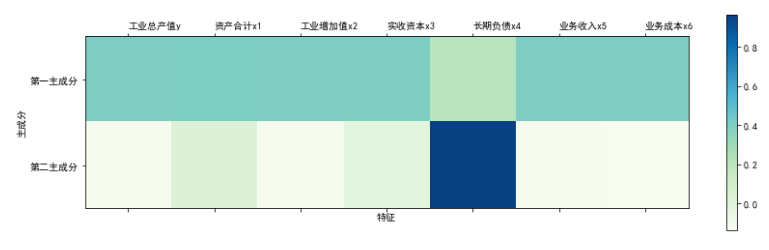 工业总产值y 资产合计x1 工业增加值x2 实收资本x3 长期负债x4 业务收入x5 业务成本x6
第一主成分
主成分
第二主成分
特征
0.8
0.6
0.4
0.2
0.0